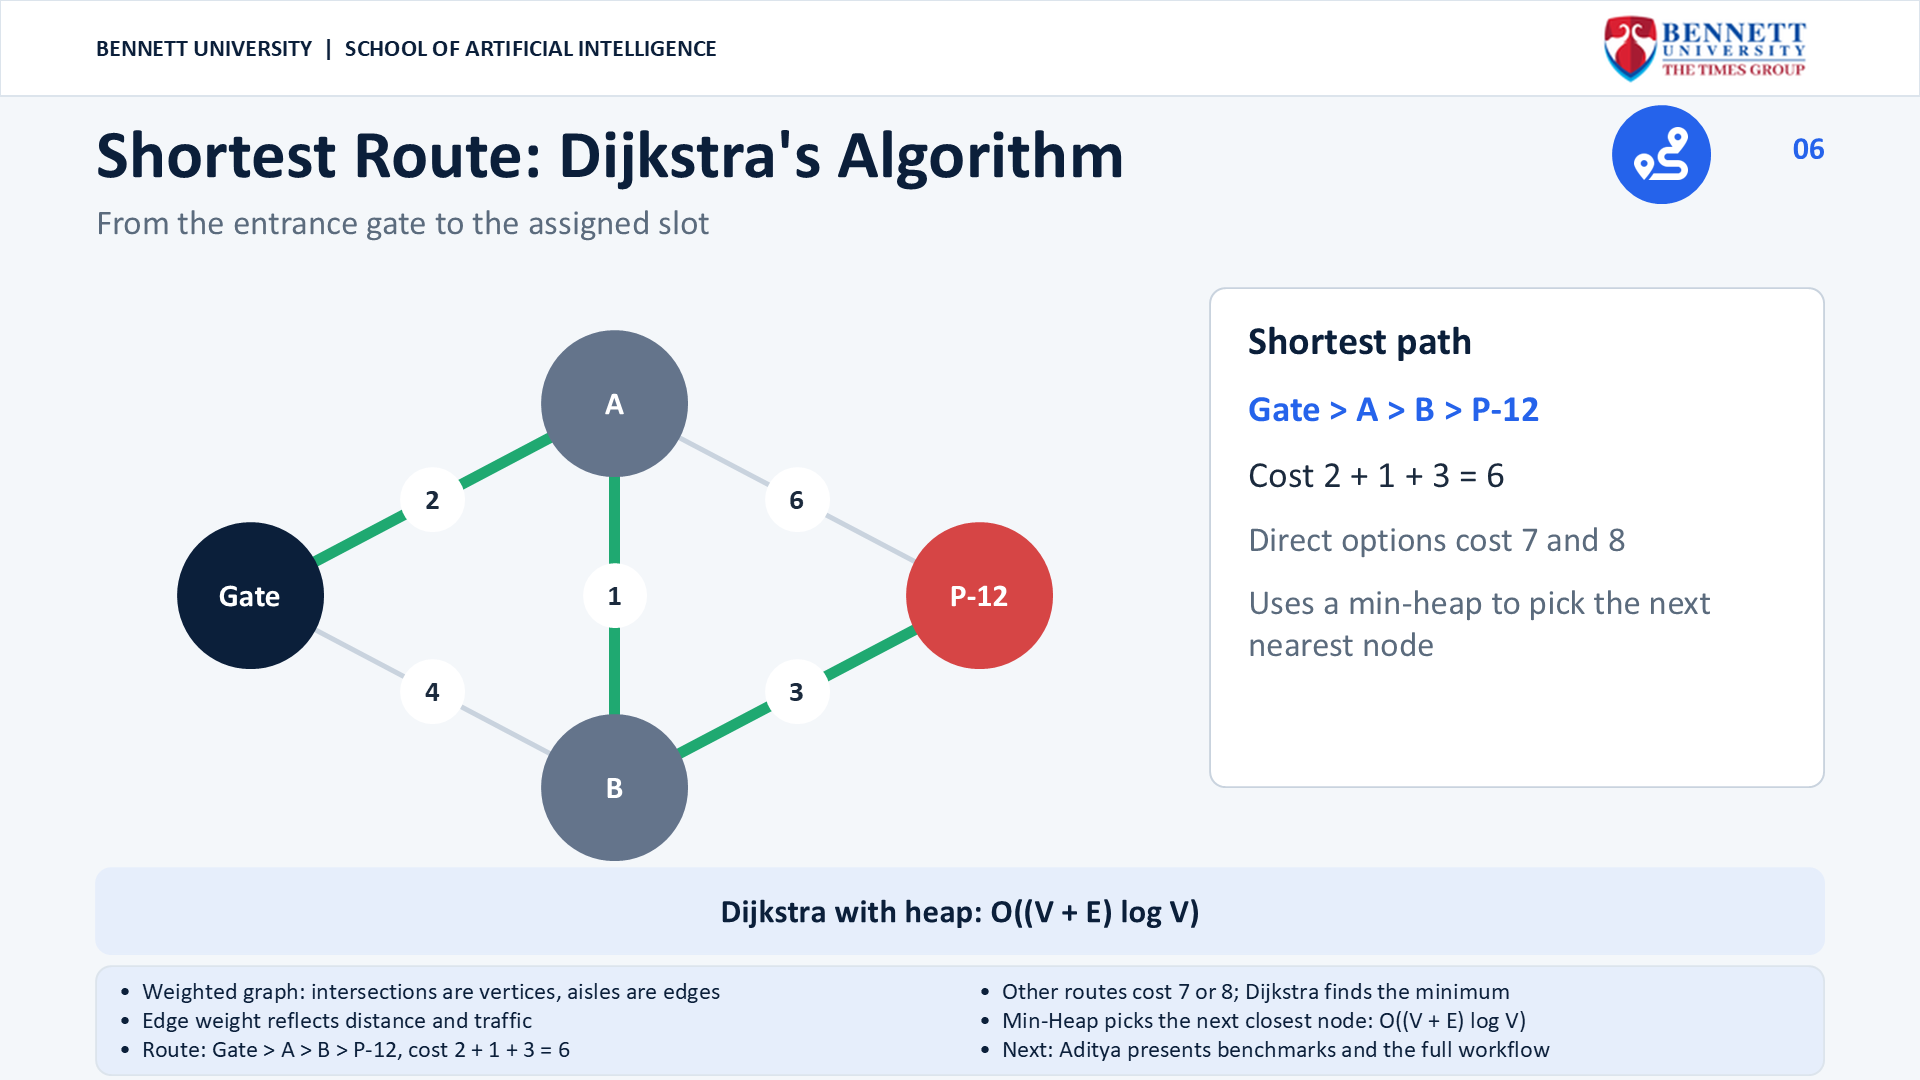 BENNETT UNIVERSITY | SCHOOL OF ARTIFICIAL INTELLIGENCE
BENNETT
UNIVERSITY
THE TIMES GROUP
Shortest Route: Dijkstra's Algorithm
06
From the entrance gate to the assigned slot
A
2
6
Gate
1
P-12
4
3
B
Shortest path
Gate > A > B > P-12
Cost 2 + 1 + 3 = 6
Direct options cost 7 and 8
Uses a min-heap to pick the next
nearest node
Dijkstra with heap: O((V + E) log V)
• Weighted graph: intersections are vertices, aisles are edges
• Edge weight reflects distance and traffic
• Route: Gate > A > B > P-12, cost 2 + 1 + 3 = 6
• Other routes cost 7 or 8; Dijkstra finds the minimum
• Min-Heap picks the next closest node: O((V + E) log V)
• Next: Aditya presents benchmarks and the full workflow